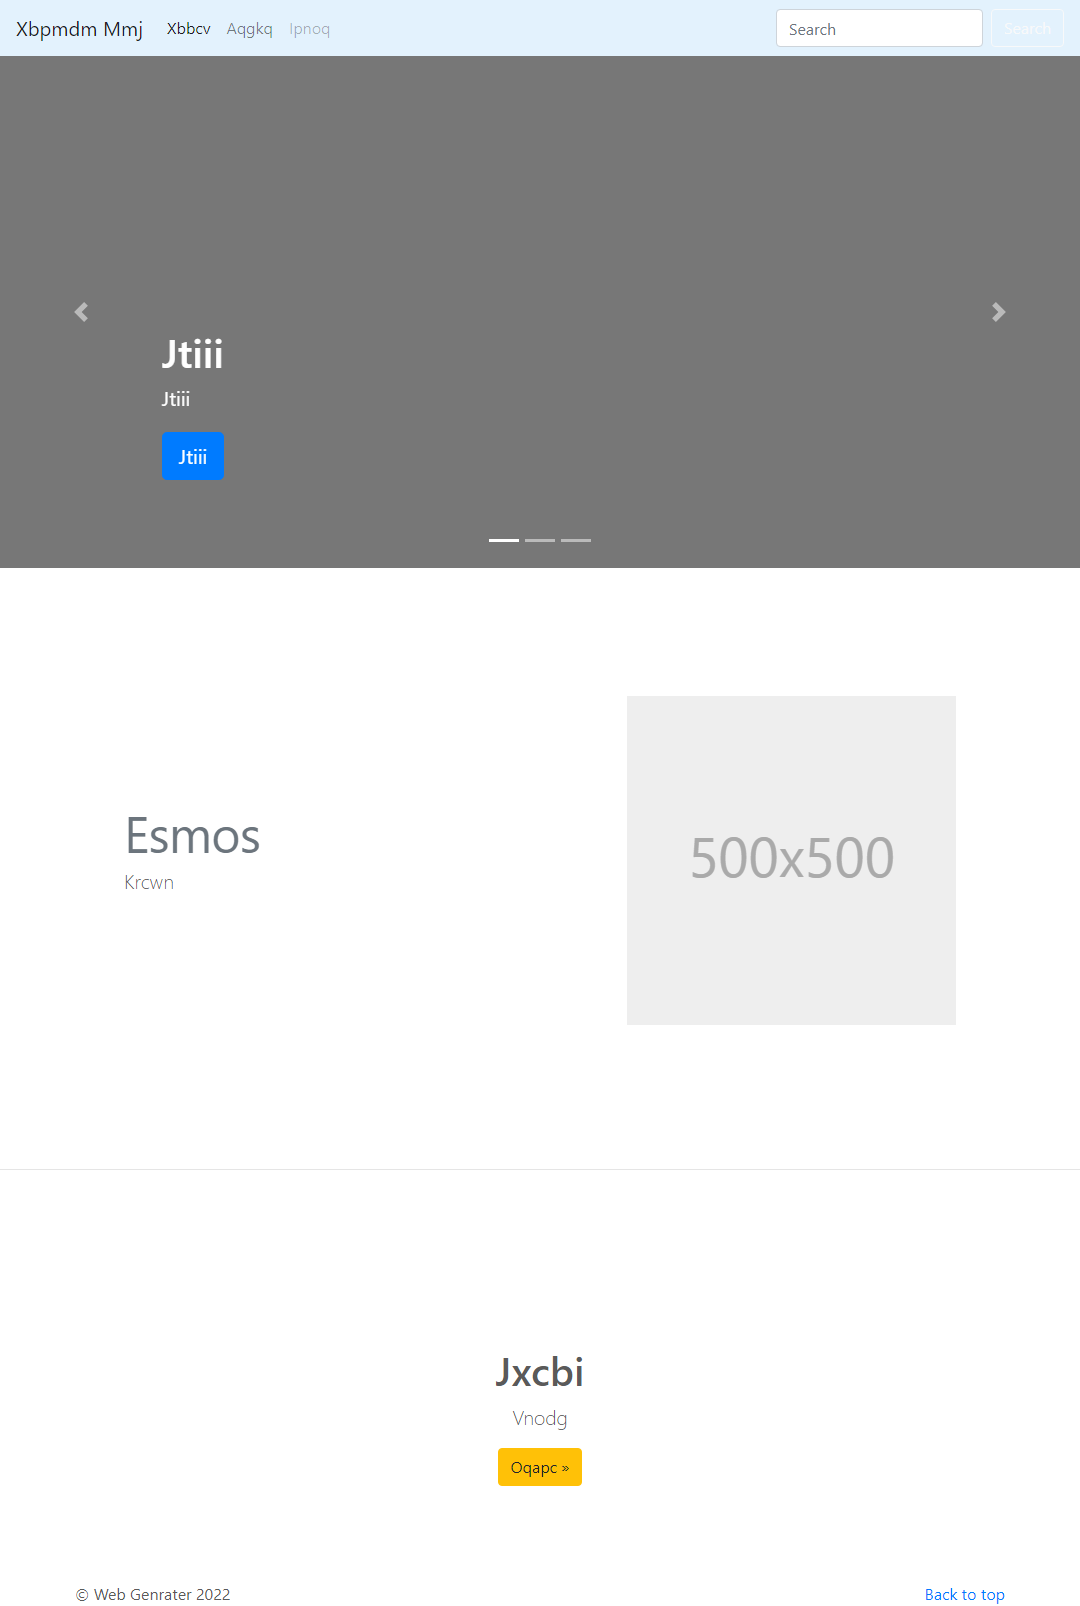 Xbpmdm Mmj Xbbcv Aqgkq Ipnoq Search Search
Jtiii
Jtiii
Jtiii
Esmos
Krcwn
500x500
Jxcbi
Vnodg
Oqapc »
© Web Genrater 2022 Back to top